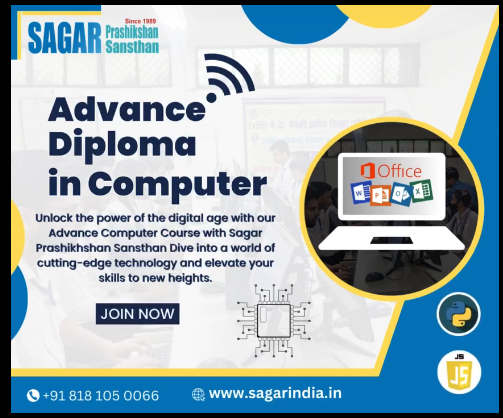 Since 1989
SAGAR Prashikshan
Sansthan
Advance
Diploma
in Computer
Unlock the power of the digital age with our
Advance Computer Course with Sagar
Prashikhshan Sansthan Dive into a world of
cutting-edge technology and elevate your
skills to new heights.
JOIN NOW
Office
W P O X
JS
+91 818 105 0066
www.sagarindia.in